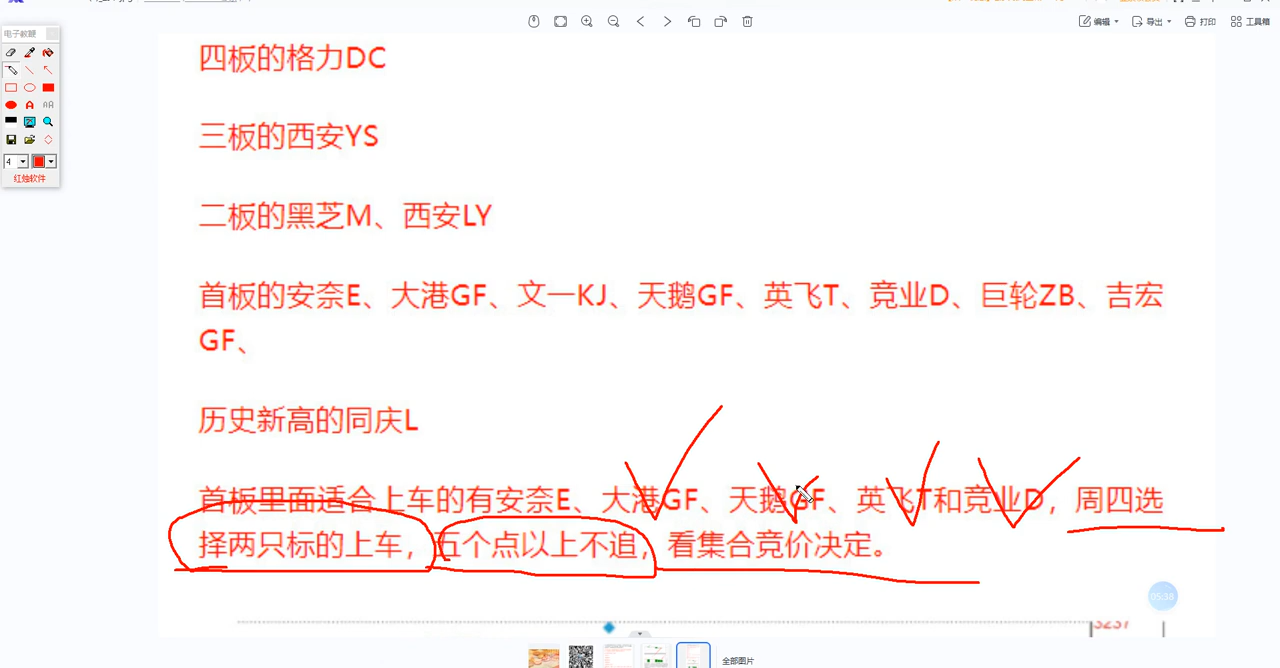 编辑
导出
打印
工具箱
电子教鞭
A
AA
4
红烛软件
四板的格力DC
三板的西安YS
二板的黑芝M、西安LY
首板的安奈E、大港GF、文一KJ、天鹅GF、英飞T、竞业D、巨轮ZB、吉宏
GF、
历史新高的同庆L
首板里面适合上车的有安奈E、大港GF、天鹅GF、英飞T和竞业D，周四选
择两只标的上车，五个点以上不追，看集合竞价决定。
05:38
3237
全部图片